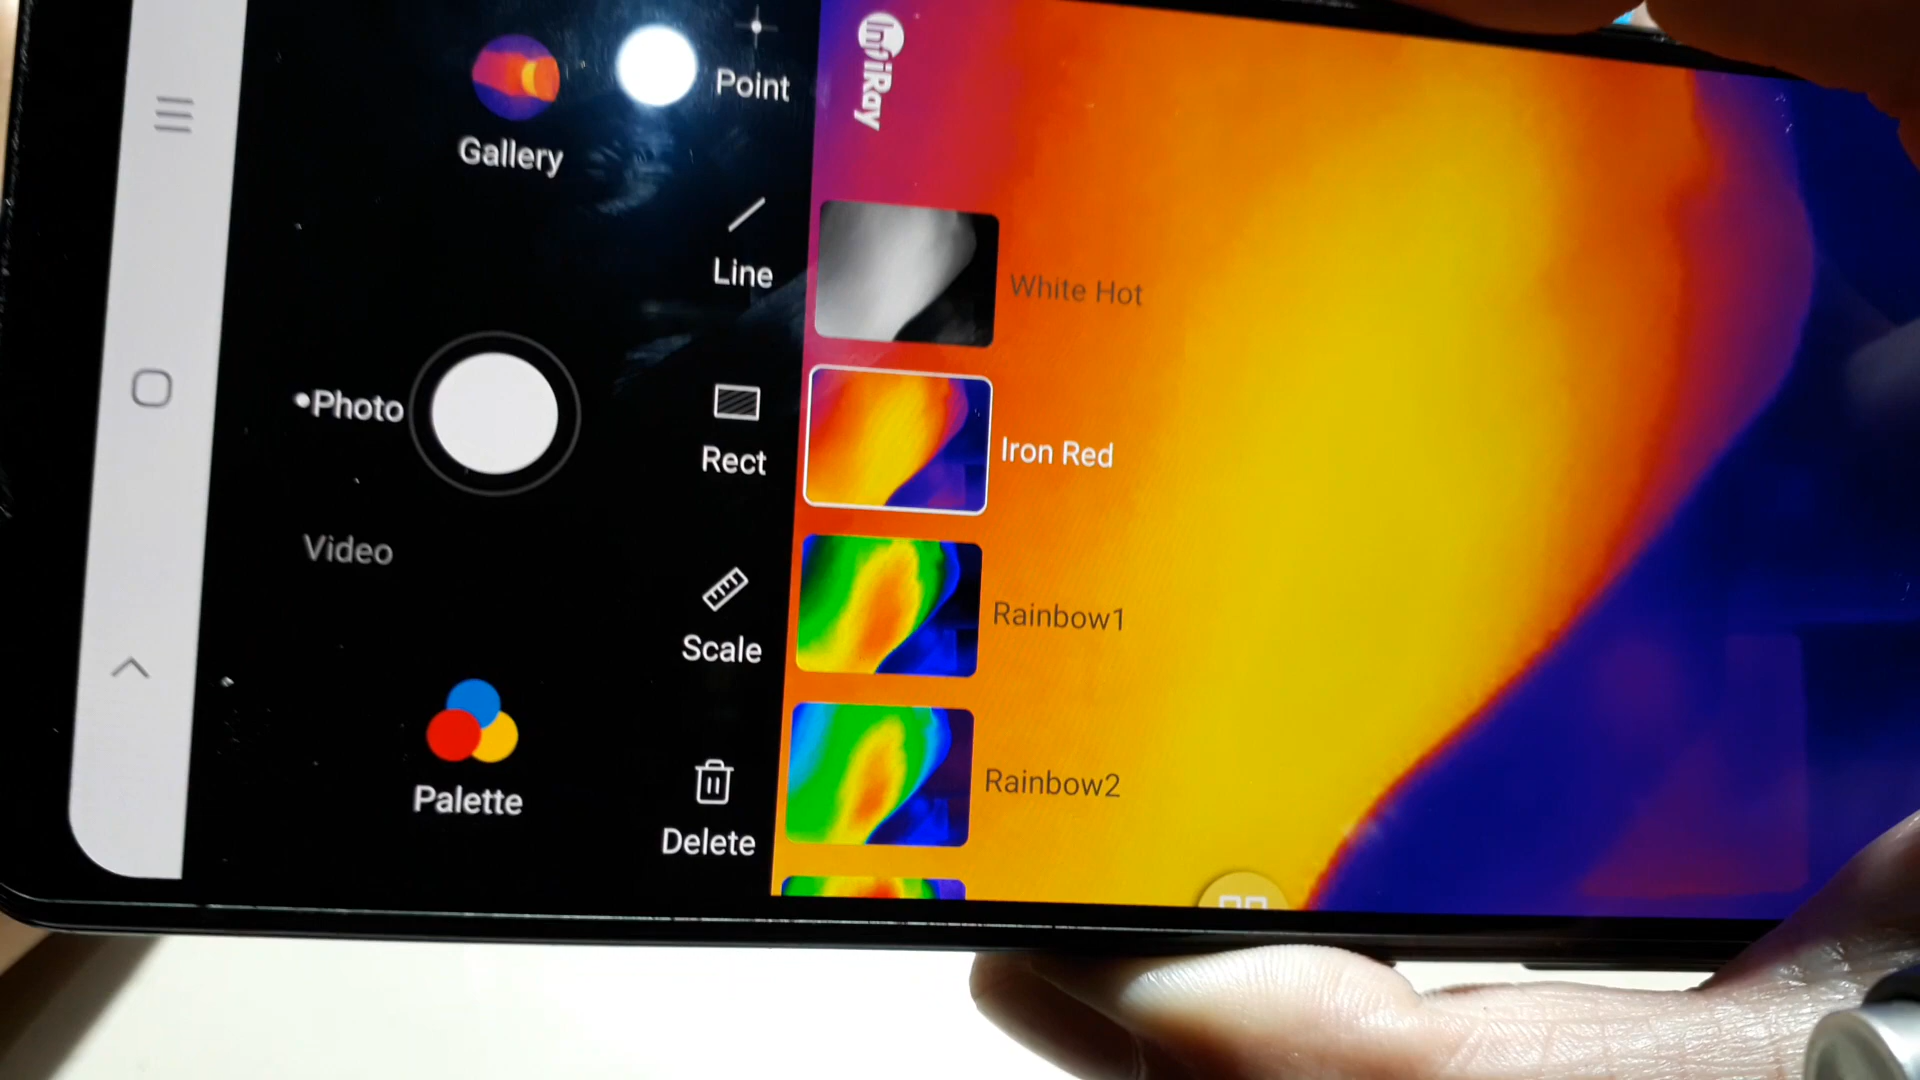 InfiRay
Point
Line
Rect
Scale
Delete
Gallery
Photo
Video
Palette
White Hot
Iron Red
Rainbow1
Rainbow2